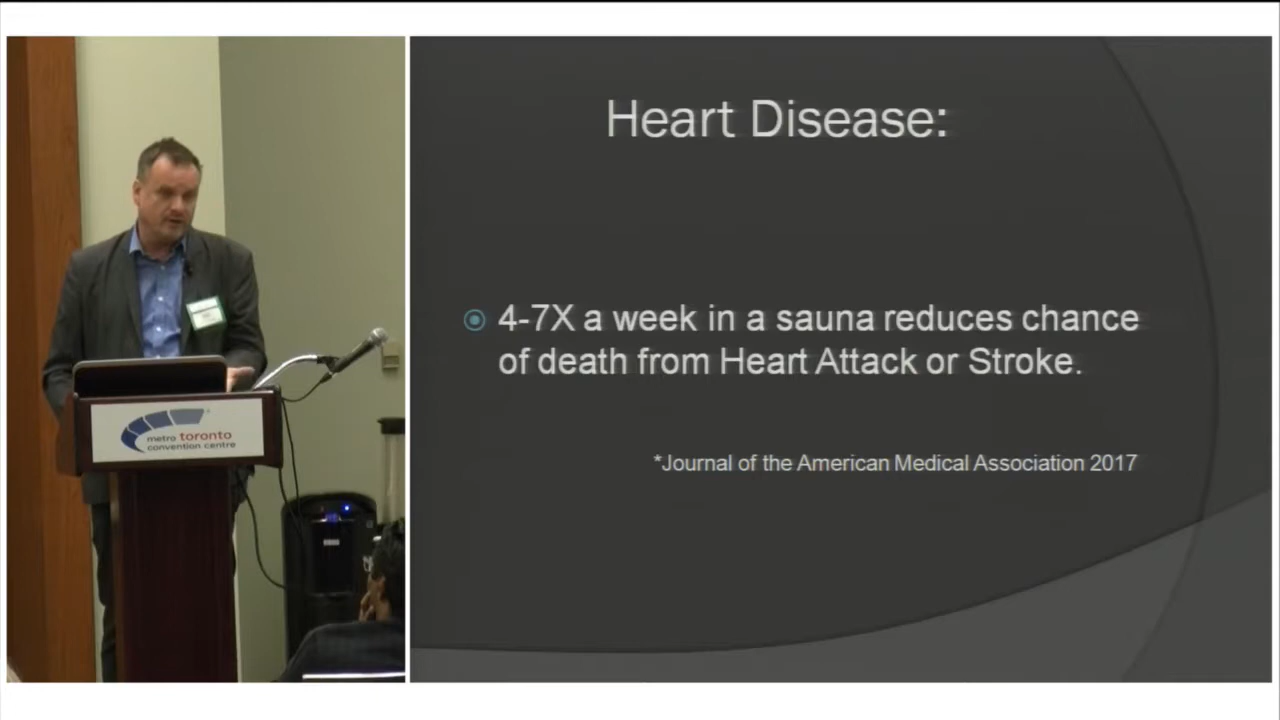 Heart Disease:
4-7X a week in a sauna reduces chance
of death from Heart Attack or Stroke.
*Journal of the American Medical Association 2017
metro toronto
convention centre